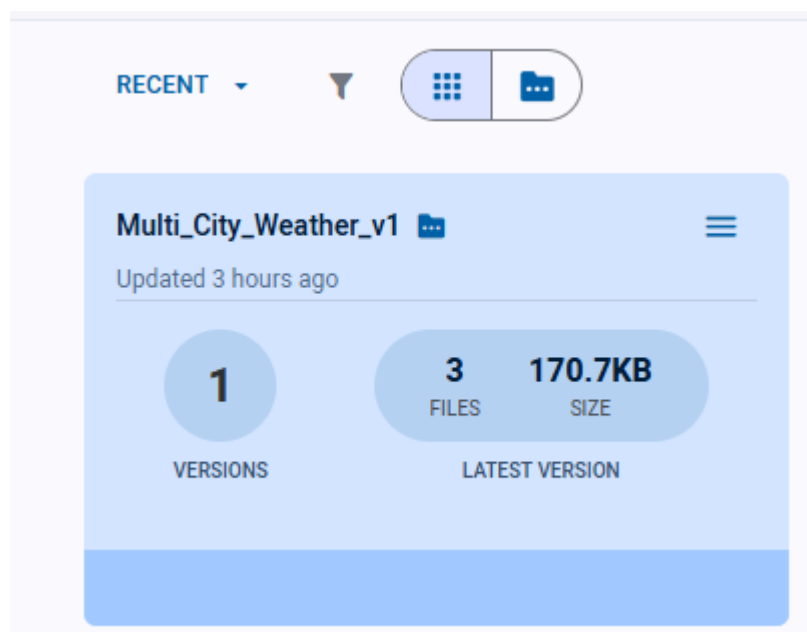 RECENT
Multi_City_Weather_v1
Updated 3 hours ago
1
VERSIONS
3 170.7KB
FILES SIZE
LATEST VERSION